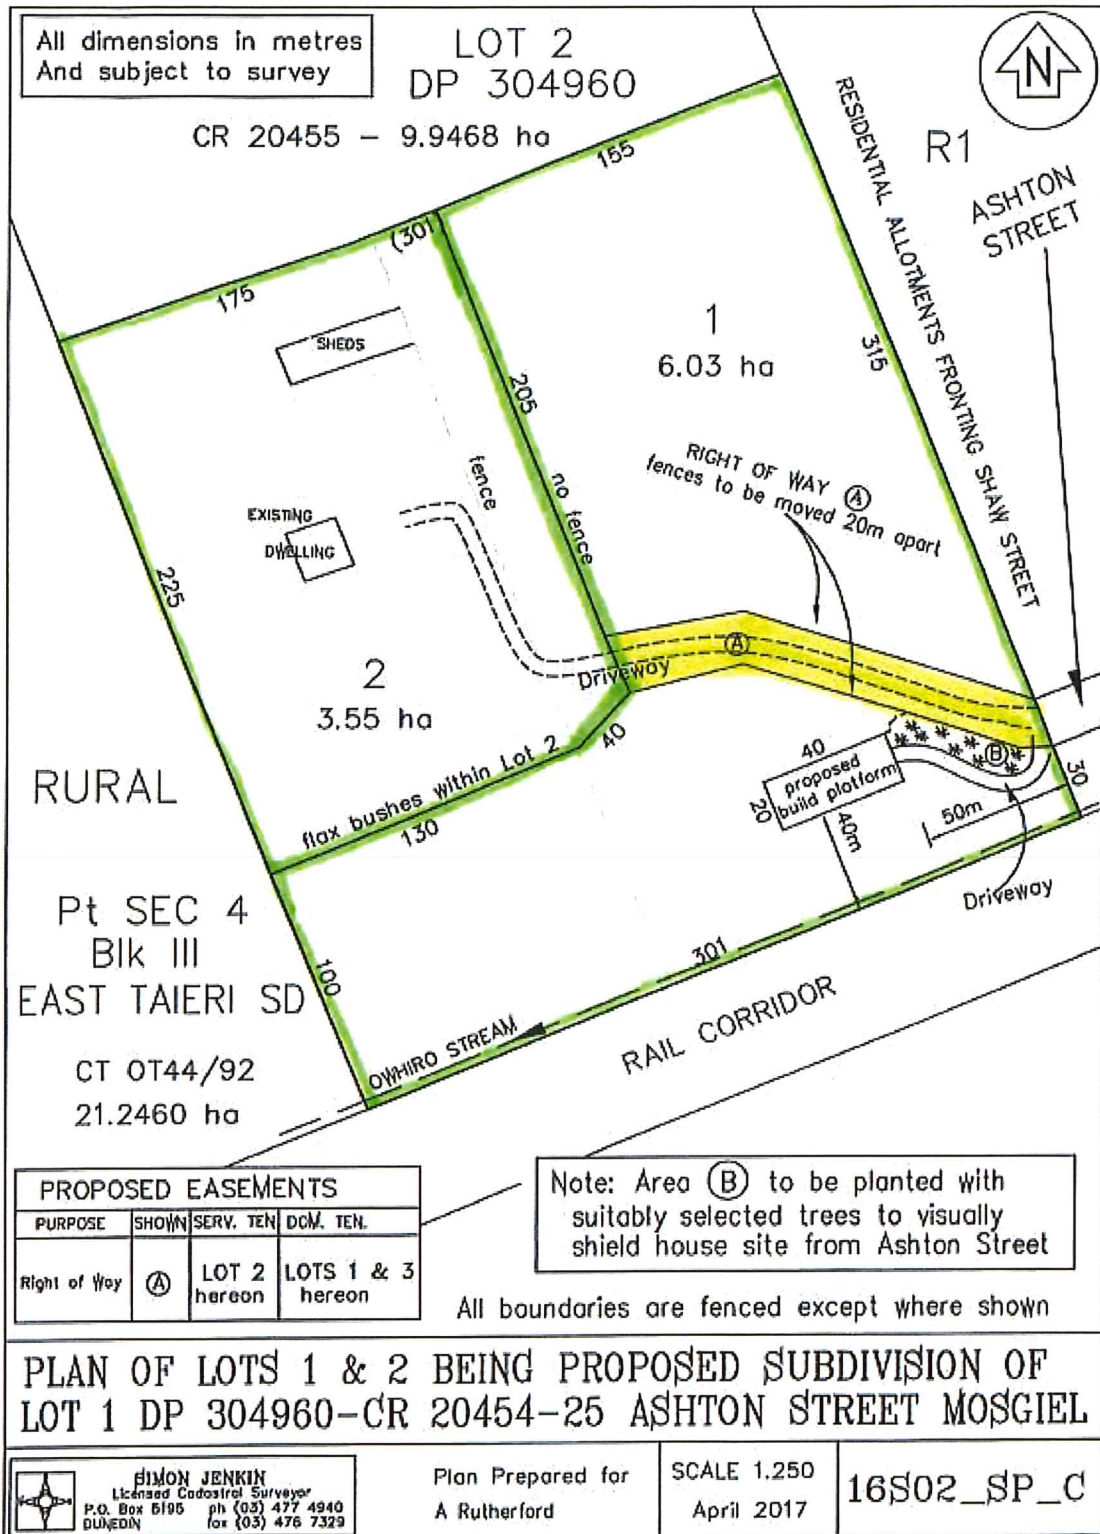 All dimensions in metres
And subject to survey
LOT 2
DP 304960
CR 20455 - 9.9468 ha
N
R1
ASHTON
STREET
RESIDENTIAL ALLOTMENTS FRONTING SHAW STREET
155
(301)
175
SHEDS
1
6.03 ha
315
205
fence
no fence
RIGHT OF WAY A
fences to be moved 20m apart
EXISTING
DWELLING
225
A
Driveway
2
3.55 ha
40
flax bushes within Lot 2
130
RURAL
40
proposed
build platform
20
B
30
50m
40m
Driveway
Pt SEC 4
Blk III
EAST TAIERI SD
100
301
CT OT44/92
21.2460 ha
OWHIRO STREAM
RAIL CORRIDOR
PROPOSED EASEMENTS
PURPOSE SHOWN SERV. TEN DOM. TEN.
Right of Way A LOT 2 hereon LOTS 1 & 3 hereon
Note: Area B to be planted with
suitably selected trees to visually
shield house site from Ashton Street
All boundaries are fenced except where shown
PLAN OF LOTS 1 & 2 BEING PROPOSED SUBDIVISION OF
LOT 1 DP 304960-CR 20454-25 ASHTON STREET MOSGIEL
SIMON JENKIN
Licensed Cadastral Surveyor
P.O. Box 5195 ph (03) 477 4940
DUNEDIN fax (03) 476 7329
Plan Prepared for
A Rutherford
SCALE 1.250
April 2017
16S02_SP_C